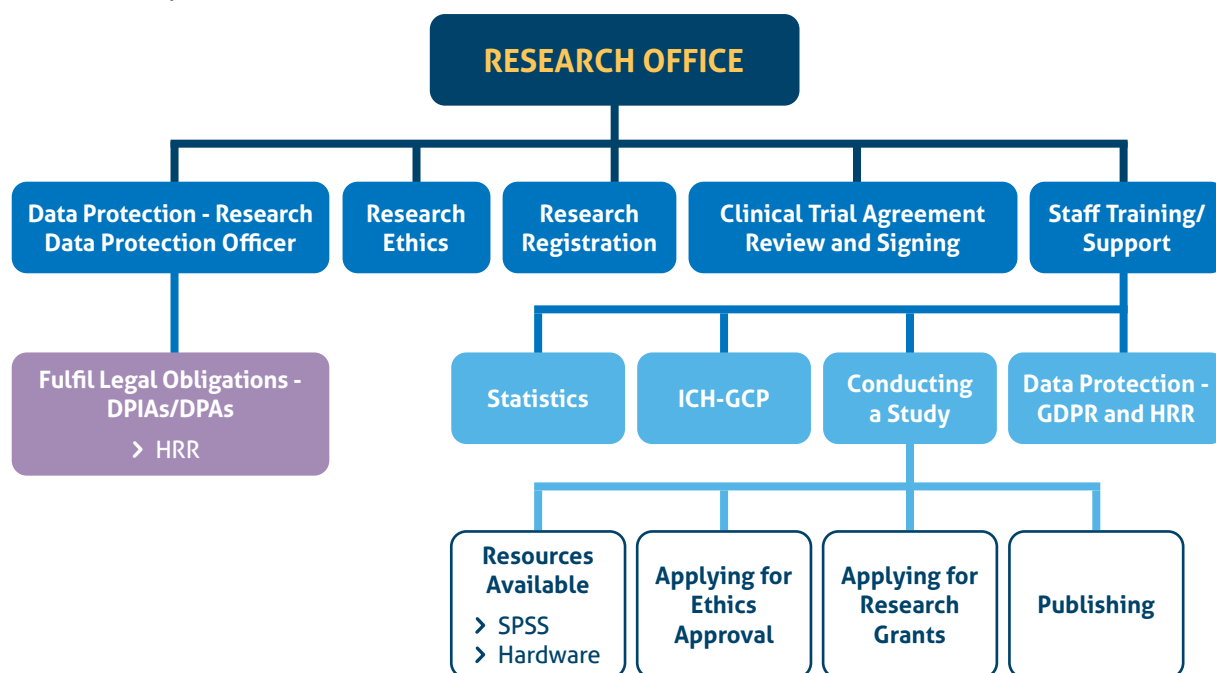 RESEARCH OFFICE
Data Protection - Research
Data Protection Officer
Research
Ethics
Research
Registration
Clinical Trial Agreement
Review and Signing
Staff Training/
Support
Fulfil Legal Obligations -
DPIAs/DPAs
> HRR
Statistics
ICH-GCP
Conducting
a Study
Data Protection -
GDPR and HRR
Resources
Available
> SPSS
> Hardware
Applying for
Ethics
Approval
Applying for
Research
Grants
Publishing